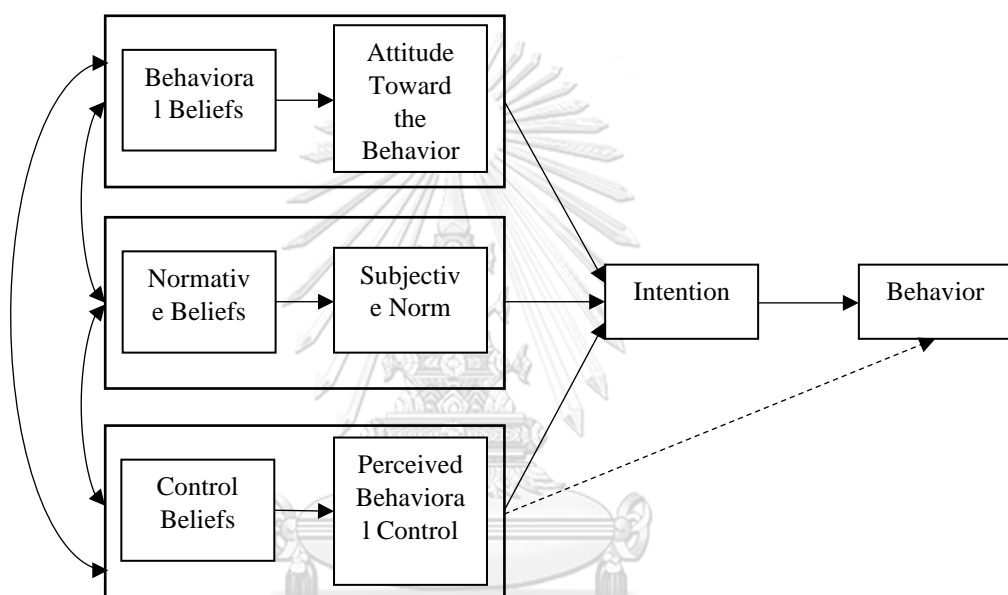 Behaviora
l Beliefs
Attitude
Toward
the
Behavior
Normativ
e Beliefs
Subjectiv
e Norm
Intention
Behavior
Control
Beliefs
Perceived
Behaviora
l Control